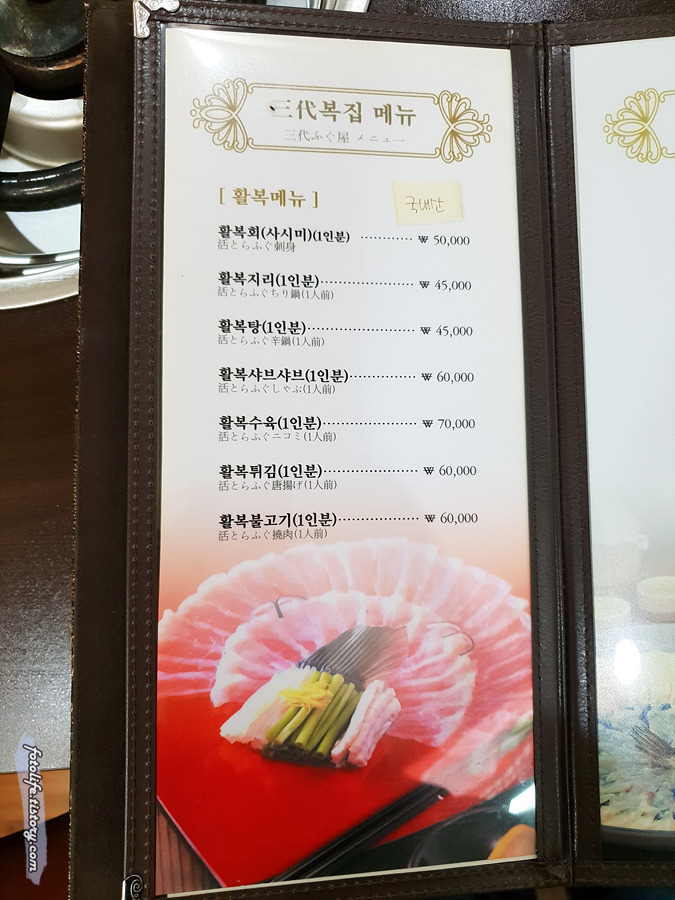 三代복집 메뉴
三代ふぐ屋 メニュー
[ 활복메뉴 ]
국내산
활복회(사시미)(1인분) ············ ₩ 50,000
活とらふぐ刺身
활복지리(1인분)······················ ₩ 45,000
活とらふぐちり鍋(1人前)
활복탕(1인분)························· ₩ 45,000
活とらふぐ辛鍋(1人前)
활복샤브샤브(1인분)················ ₩ 60,000
活とらふぐしゃぶ(1人前)
활복수육(1인분)······················ ₩ 70,000
活とらふぐニコミ(1人前)
활복튀김(1인분)······················ ₩ 60,000
活とらふぐ唐揚げ(1人前)
활복불고기(1인분)··················· ₩ 60,000
活とらふぐ撓肉(1人前)
fotolife.tistory.com